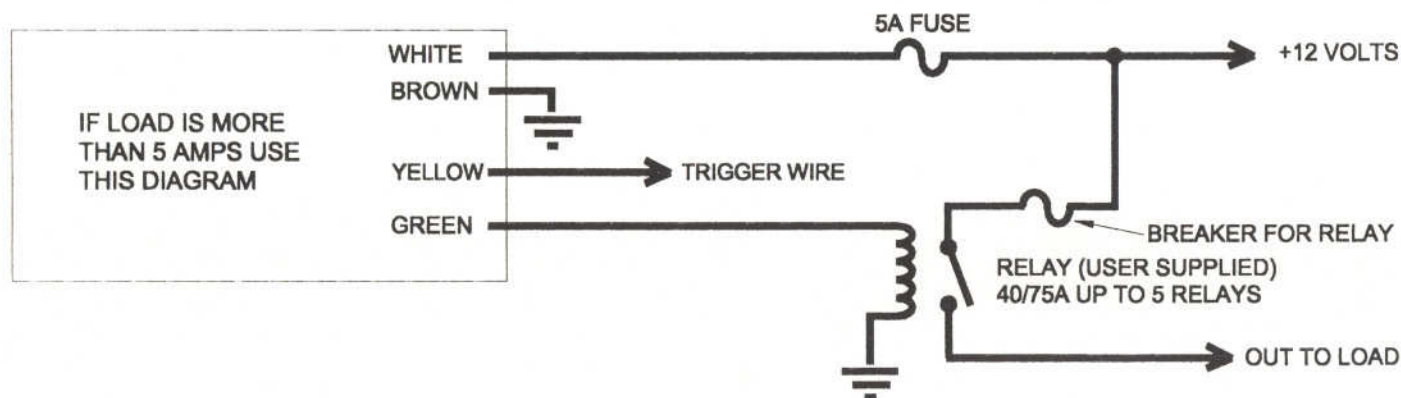 5A FUSE
WHITE
+12 VOLTS
BROWN
IF LOAD IS MORE
THAN 5 AMPS USE
THIS DIAGRAM
YELLOW
TRIGGER WIRE
GREEN
BREAKER FOR RELAY
RELAY (USER SUPPLIED)
40/75A UP TO 5 RELAYS
OUT TO LOAD